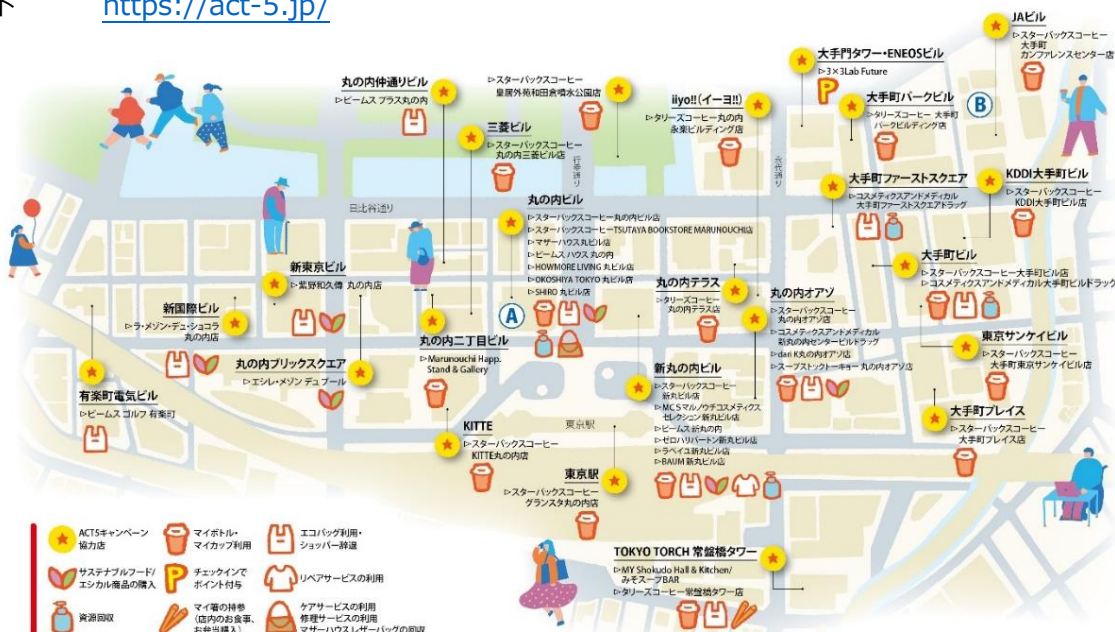 下 https://act-5.jp/
JAビル
▷スターバックスコーヒー
大手町
カンファレンスセンター店
大手門タワー・ENEOSビル
▷3×3Lab Future
P
丸の内仲通りビル
▷ビームス プラス丸の内
▷スターバックスコーヒー
皇居外苑和田倉噴水公園店
iiyo!!(イーヨ!!)
▷タリーズコーヒー丸の内
永楽ビルディング店
大手町パークビル
▷タリーズコーヒー 大手町
パークビルディング店
B
三菱ビル
▷スターバックスコーヒー
丸の内三菱ビル店
行幸通り
永代通り
日比谷通り
大手町ファーストスクエア
▷コスメティクスアンドメディカル
大手町ファーストスクエアドラッグ
KDDI大手町ビル
▷スターバックスコーヒー
KDDI大手町ビル店
丸の内ビル
▷スターバックスコーヒー丸の内ビル店
▷スターバックスコーヒーTSUTAYA BOOKSTORE MARUNOUCHI店
▷マザーハウス丸ビル店
▷ビームス ハウス 丸の内
▷HOWMORE LIVING 丸ビル店
▷OKOSHIYA TOKYO 丸ビル店
▷SHIRO 丸ビル店
A
大手町ビル
▷スターバックスコーヒー大手町ビル店
▷コスメティクスアンドメディカル大手町ビルドラッグ
新東京ビル
▷紫野和久傳 丸の内店
丸の内テラス
▷タリーズコーヒー
丸の内テラス店
丸の内オアゾ
▷スターバックスコーヒー
丸の内オアゾ店
▷コスメティクスアンドメディカル
新丸の内センタービルドラッグ
▷dari K丸の内オアゾ店
▷スープストックトーキョー 丸の内オアゾ店
新国際ビル
▷ラ・メゾン・デュ・ショコラ
丸の内店
丸の内二丁目ビル
▷Marunouchi Happ.
Stand & Gallery
東京サンケイビル
▷スターバックスコーヒー
大手町東京サンケイビル店
丸の内ブリックスクエア
▷エシレ・メゾン デュ ブール
新丸の内ビル
▷スターバックスコーヒー
新丸ビル店
▷MCSマルノウチコスメティクス
セレクション新丸ビル店
▷ビームス 新丸の内
▷ゼロハリバートン新丸ビル店
▷ラペイユ新丸ビル店
▷BAUM 新丸ビル店
有楽町電気ビル
▷ビームス ゴルフ 有楽町
大手町プレイス
▷スターバックスコーヒー
大手町プレイス店
KITTE
▷スターバックスコーヒー
KITTE丸の内店
東京駅
東京駅
▷スターバックスコーヒー
グランスタ丸の内店
TOKYO TORCH 常盤橋タワー
▷MY Shokudo Hall & Kitchen/
みそスープBAR
▷タリーズコーヒー常盤橋タワー店
ACT5キャンペーン
協力店
マイボトル・
マイカップ利用
エコバッグ利用・
ショッパー辞退
サステナブルフード/
エシカル商品の購入
P
チェックインで
ポイント付与
リペアサービスの利用
資源回収
マイ箸の持参
(店内のお食事、
お弁当購入)
ケアサービスの利用
修理サービスの利用
マザーハウス レザーバッグの回収